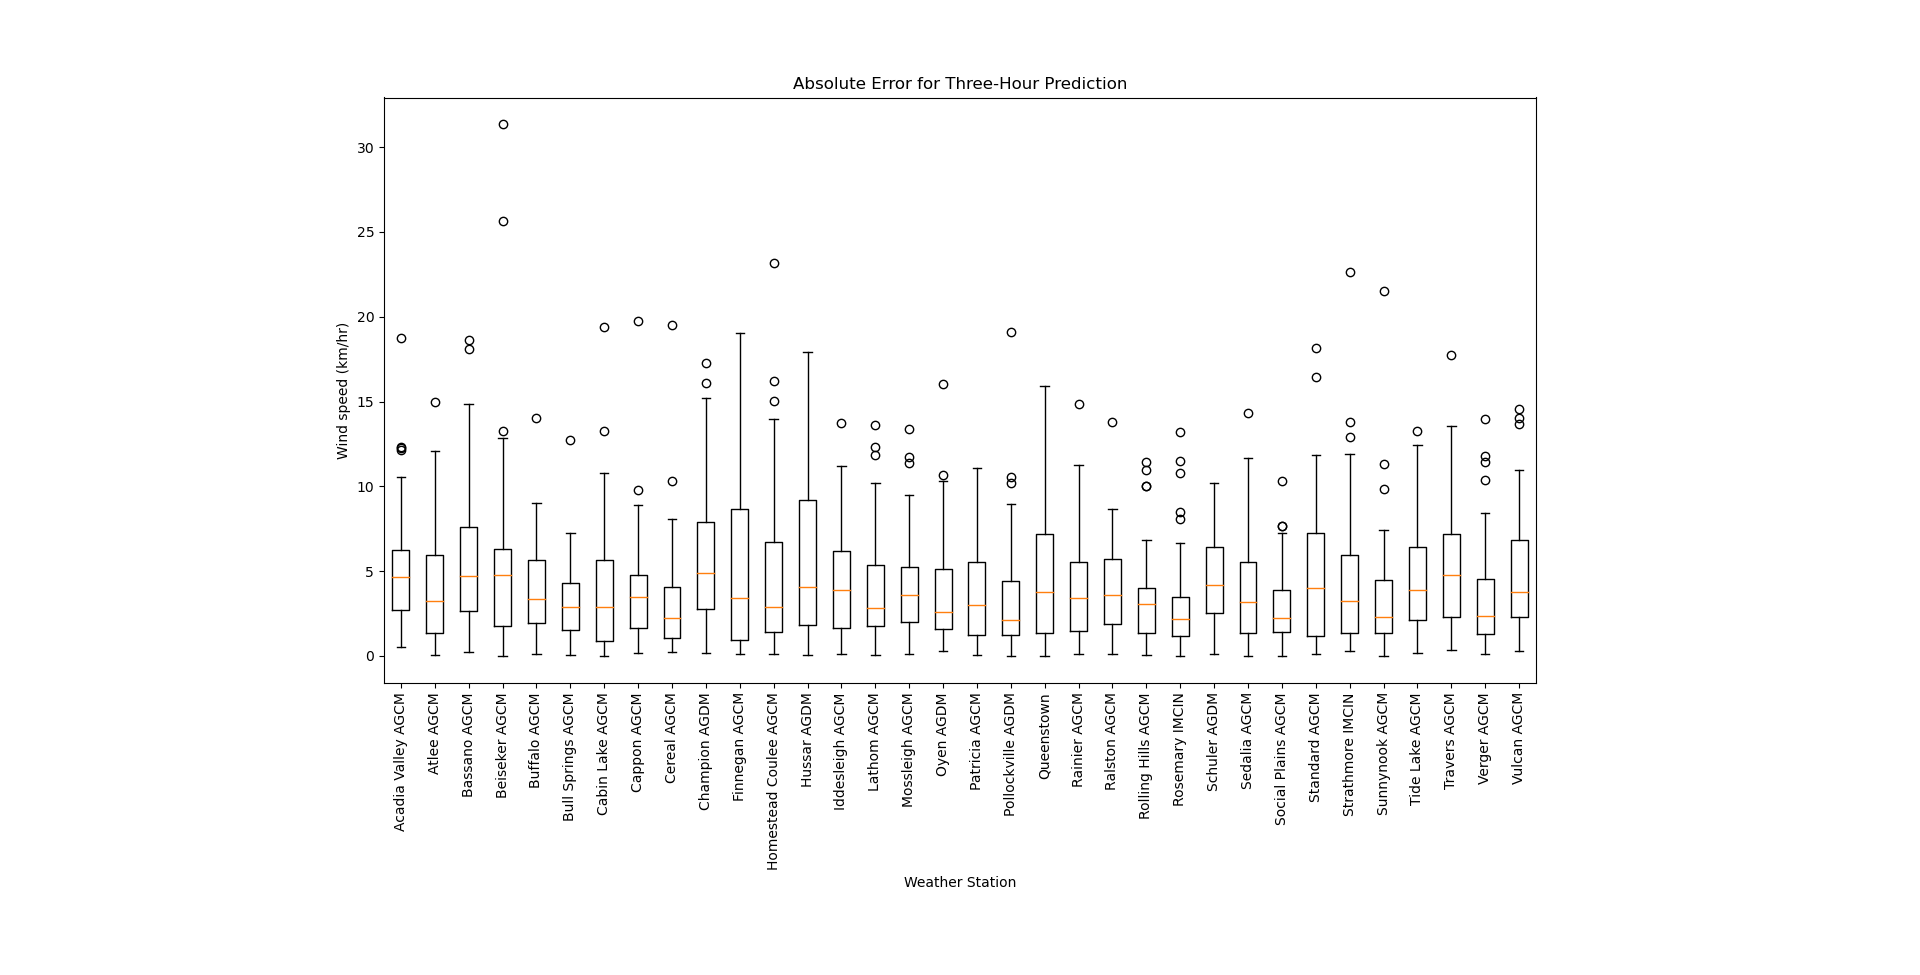 Absolute Error for Three-Hour Prediction
Wind speed (km/hr)
30
25
20
15
10
5
0
Acadia Valley AGCM
Atlee AGCM
Bassano AGCM
Beiseker AGCM
Buffalo AGCM
Bull Springs AGCM
Cabin Lake AGCM
Cappon AGCM
Cereal AGCM
Champion AGDM
Finnegan AGCM
Homestead Coulee AGCM
Hussar AGDM
Iddesleigh AGCM
Lathom AGCM
Mossleigh AGCM
Oyen AGDM
Patricia AGCM
Pollockville AGDM
Queenstown
Rainier AGCM
Ralston AGCM
Rolling Hills AGCM
Rosemary IMCIN
Schuler AGDM
Sedalia AGCM
Social Plains AGCM
Standard AGCM
Strathmore IMCIN
Sunnynook AGCM
Tide Lake AGCM
Travers AGCM
Verger AGCM
Vulcan AGCM
Weather Station